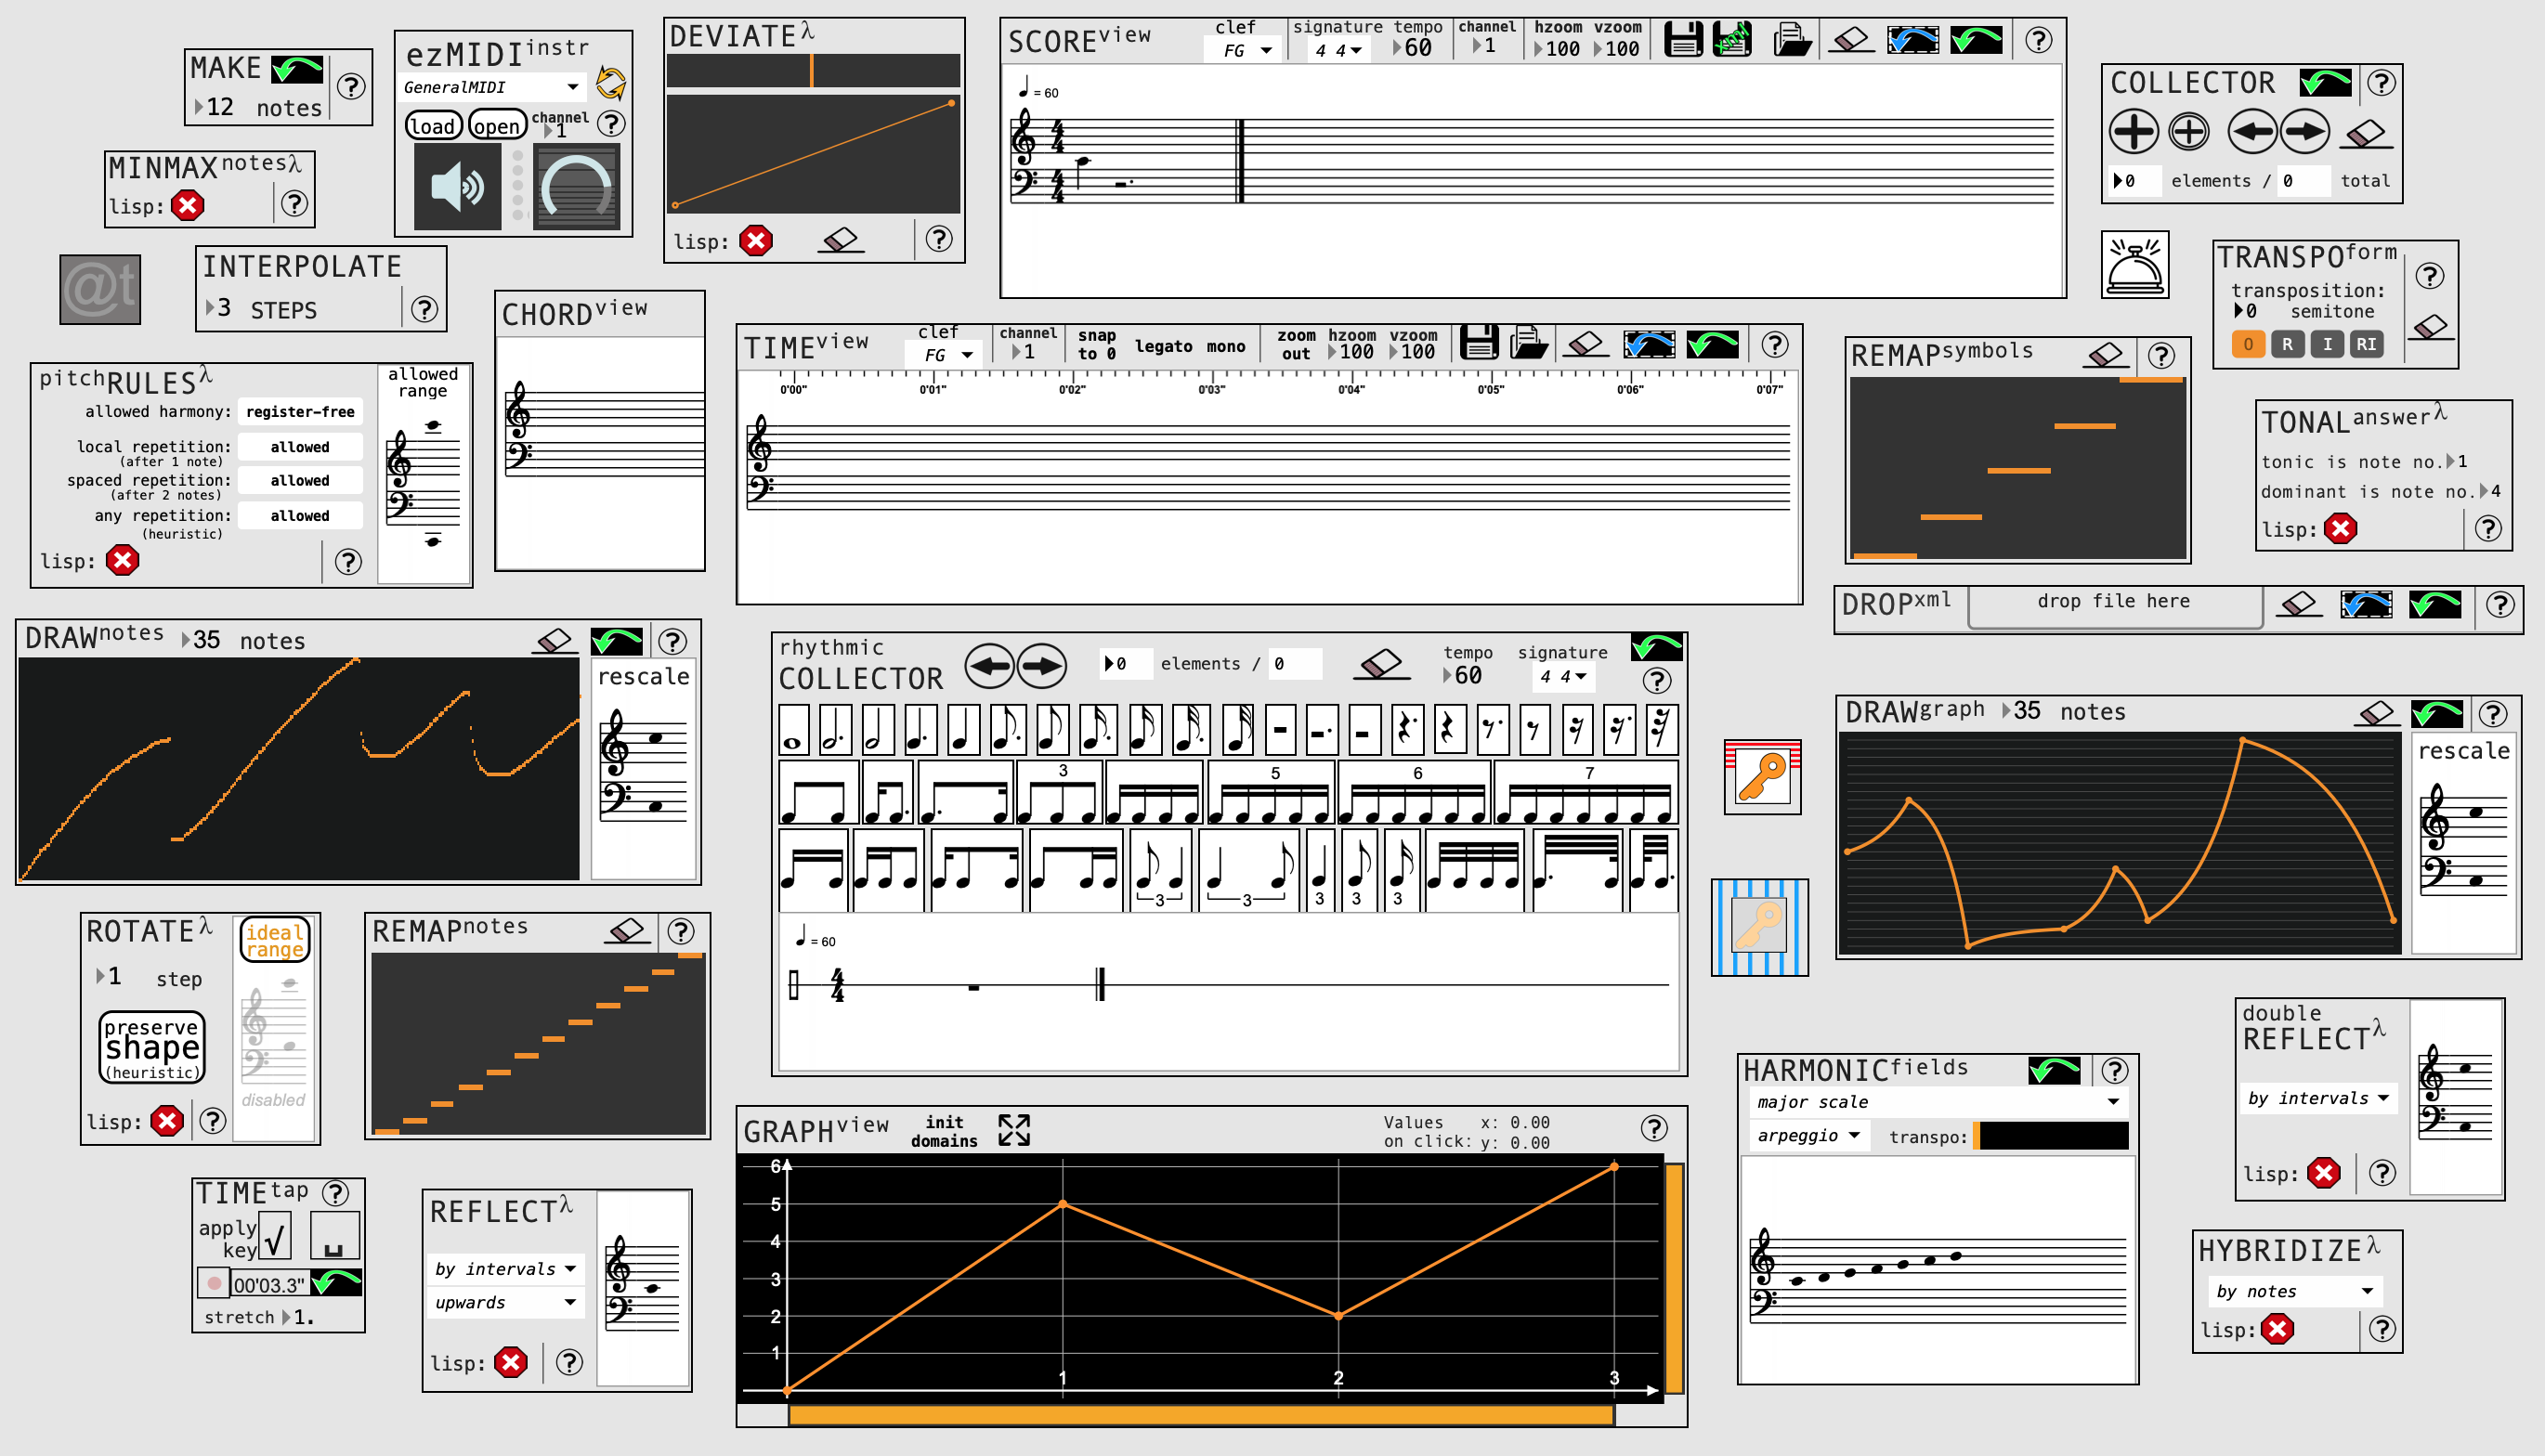 MAKE
12 notes
?
ezMIDI instr
GeneralMIDI
load open channel
1
?
DEVIATE λ
lisp:
?
SCORE view
clef
FG
signature
4 4
tempo
60
channel
1
hzoom vzoom
100 100
xml
?
= 60
4 4
4 4
COLLECTOR
?
0 elements / 0 total
MINMAX notes λ
lisp:
?
@t
INTERPOLATE
3 STEPS
?
CHORD view
TIME view
clef
FG
channel
1
snap to 0
legato mono
zoom out
hzoom vzoom
100 100
?
0'00" 0'01" 0'02" 0'03" 0'04" 0'05" 0'06" 0'07"
TRANSPO form
?
transposition:
0 semitone
O R I RI
REMAP symbols
?
TONAL answer λ
tonic is note no. 1
dominant is note no. 4
lisp:
?
pitch RULES λ
allowed range
allowed harmony: register-free
local repetition: allowed
(after 1 note)
spaced repetition: allowed
(after 2 notes)
any repetition: allowed
(heuristic)
lisp:
?
DROP xml
drop file here
?
DRAW notes 35 notes
?
rescale
rhythmic
COLLECTOR
0 elements / 0
tempo
60
signature
4 4
?
3 5 6 7
3 3 3 3 3
= 60
4 4
DRAW graph 35 notes
?
rescale
ROTATE λ
1 step
ideal
range
preserve
shape
(heuristic)
disabled
lisp:
?
REMAP notes
?
GRAPH view
init
domains
Values x: 0.00
on click: y: 0.00
?
6
5
4
3
2
1
1 2 3
HARMONIC fields
?
major scale
arpeggio transpo:
double
REFLECT λ
by intervals
lisp:
?
TIME tap
?
apply
key √
00'03.3"
stretch 1.
REFLECT λ
by intervals
upwards
lisp:
?
HYBRIDIZE λ
by notes
lisp:
?